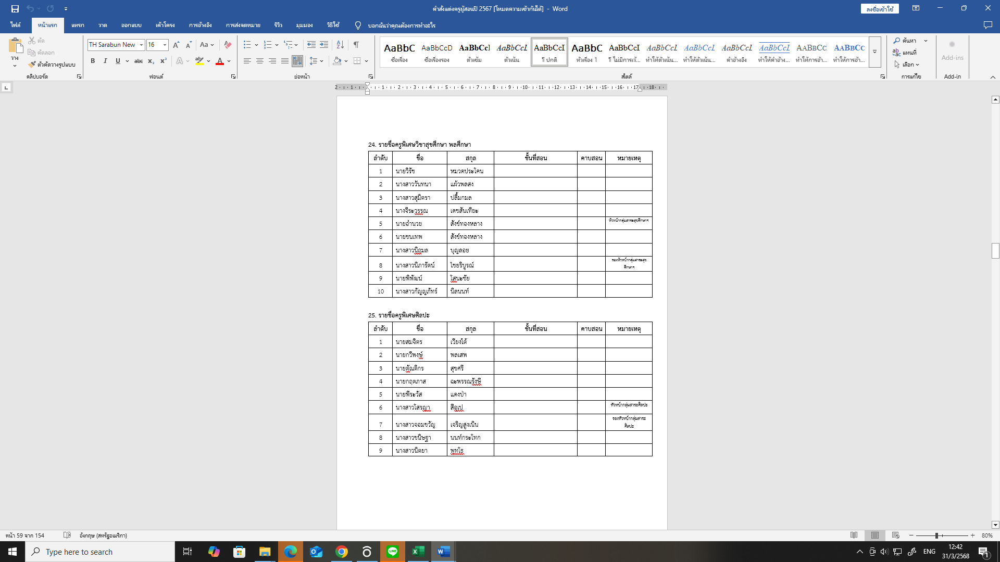 คำสั่งแต่งครูผู้สอนปี 2567 [โหมดความเข้ากันได้] - Word
ลงชื่อเข้าใช้
ไฟล์ หน้าแรก แทรก วาด ออกแบบ เค้าโครง การอ้างอิง การส่งจดหมาย รีวิว มุมมอง วิธีใช้ บอกฉันว่าคุณต้องการทำอะไร
วาง
ตัด
คัดลอก
ตัวคัดวางรูปแบบ
คลิปบอร์ด
TH Sarabun New 16
ฟอนต์
ย่อหน้า
AaBbC AaBbCcD AaBbCcI AaBbCcL AaBbCcI AaBbC AaBbCcI AaBbCcL AaBbCcL AaBbCcL AaBbCcL AABBCC AABBCC
ชื่อเรื่อง ชื่อเรื่องรอง ตัวเข้ม ตัวเน้น ¶ ปกติ หัวเรื่อง 1 ¶ ไม่มีการเว้... ทำให้ตัวเน้น... ทำให้ตัวเน้น... คำอ้างอิง ทำให้คำอ้าง... ทำให้การอ้า... ทำให้การอ้า...
สไตล์
ค้นหา
แทนที่
เลือก
การแก้ไข
Add-ins
Add-in
2 1 1 2 3 4 5 6 7 8 9 10 11 12 13 14 15 16 17 18
24. รายชื่อครูพิเศษวิชาสุขศึกษา พลศึกษา
ลำดับ ชื่อ สกุล ชั้นที่สอน คาบสอน หมายเหตุ
1 นายวิรัช หมวดประโคน
2 นางสาววันทนา แผ้วพลสง
3 นางสาวสุมิตรา ปลื้มกมล
4 นางจีระวรรณ เดชสันเทียะ
5 นายอำนวย สังข์ทองหลาง หัวหน้ากลุ่มสาระสุขศึกษาฯ
6 นายชนเทพ สังข์ทองหลาง
7 นางสาวนิฤมล บุญลอย
8 นางสาวนิภารัตน์ ไชยริบูรณ์ รองหัวหน้ากลุ่มสาระสุขศึกษาฯ
9 นายพิพัฒน์ โสนะชัย
10 นางสาวกัญญภัทร์ นิลนนท์
25. รายชื่อครูพิเศษศิลปะ
ลำดับ ชื่อ สกุล ชั้นที่สอน คาบสอน หมายเหตุ
1 นายสมจิตร เวียงใต้
2 นายกวีพงษ์ พลเสพ
3 นายตัณติกร สุขศรี
4 นายกฤตภาส ฉะพรรณรังษี
5 นายพีระวัส แดงป่า
6 นางสาวโสรญา สือเป หัวหน้ากลุ่มสาระศิลปะ
7 นางสาวจอมขวัญ เจริญสูงเนิน รองหัวหน้ากลุ่มสาระศิลปะ
8 นางสาวขนิษฐา นนท์กระโทก
9 นางสาวนิตยา พุทโธ
หน้า 59 จาก 154 อังกฤษ (สหรัฐอเมริกา) 80%
Type here to search
LINE
ENG
12:42
31/3/2568
1